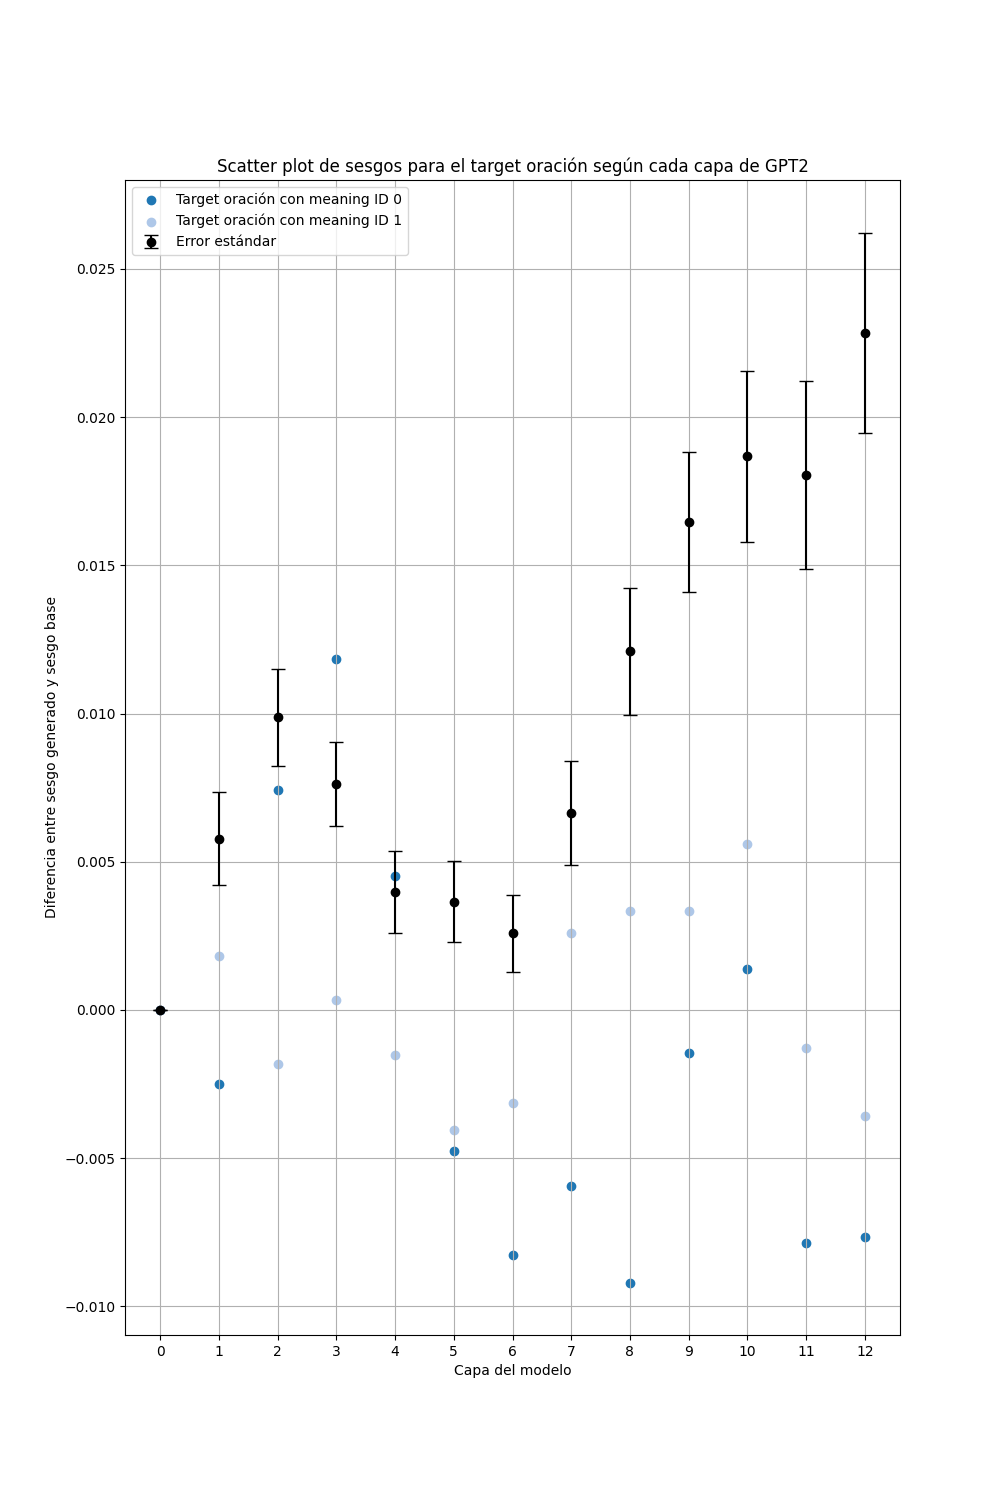 Scatter plot de sesgos para el target oración según cada capa de GPT2
Target oración con meaning ID 0
Target oración con meaning ID 1
Error estándar
Diferencia entre sesgo generado y sesgo base
0.025
0.020
0.015
0.010
0.005
0.000
−0.005
−0.010
0 1 2 3 4 5 6 7 8 9 10 11 12
Capa del modelo